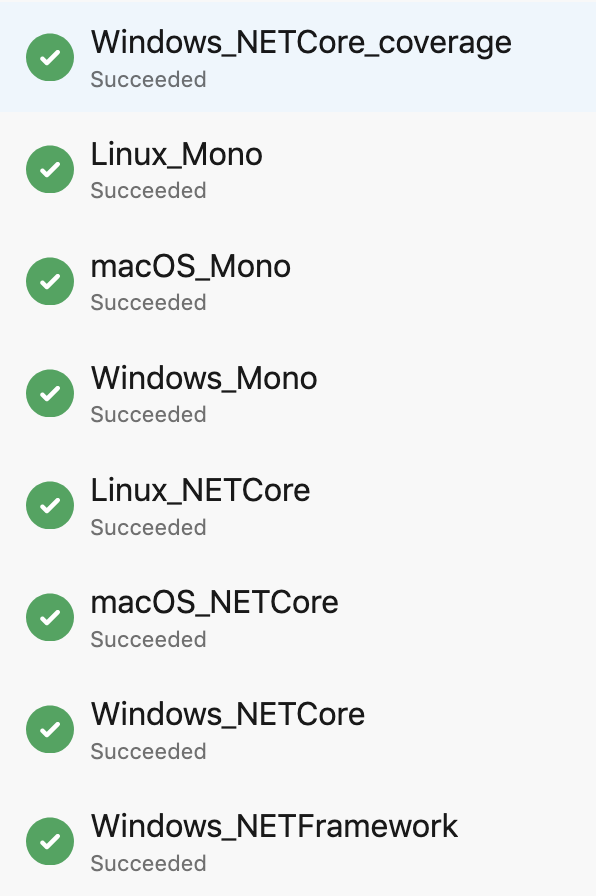 Windows_NETCore_coverage
Succeeded
Linux_Mono
Succeeded
macOS_Mono
Succeeded
Windows_Mono
Succeeded
Linux_NETCore
Succeeded
macOS_NETCore
Succeeded
Windows_NETCore
Succeeded
Windows_NETFramework
Succeeded